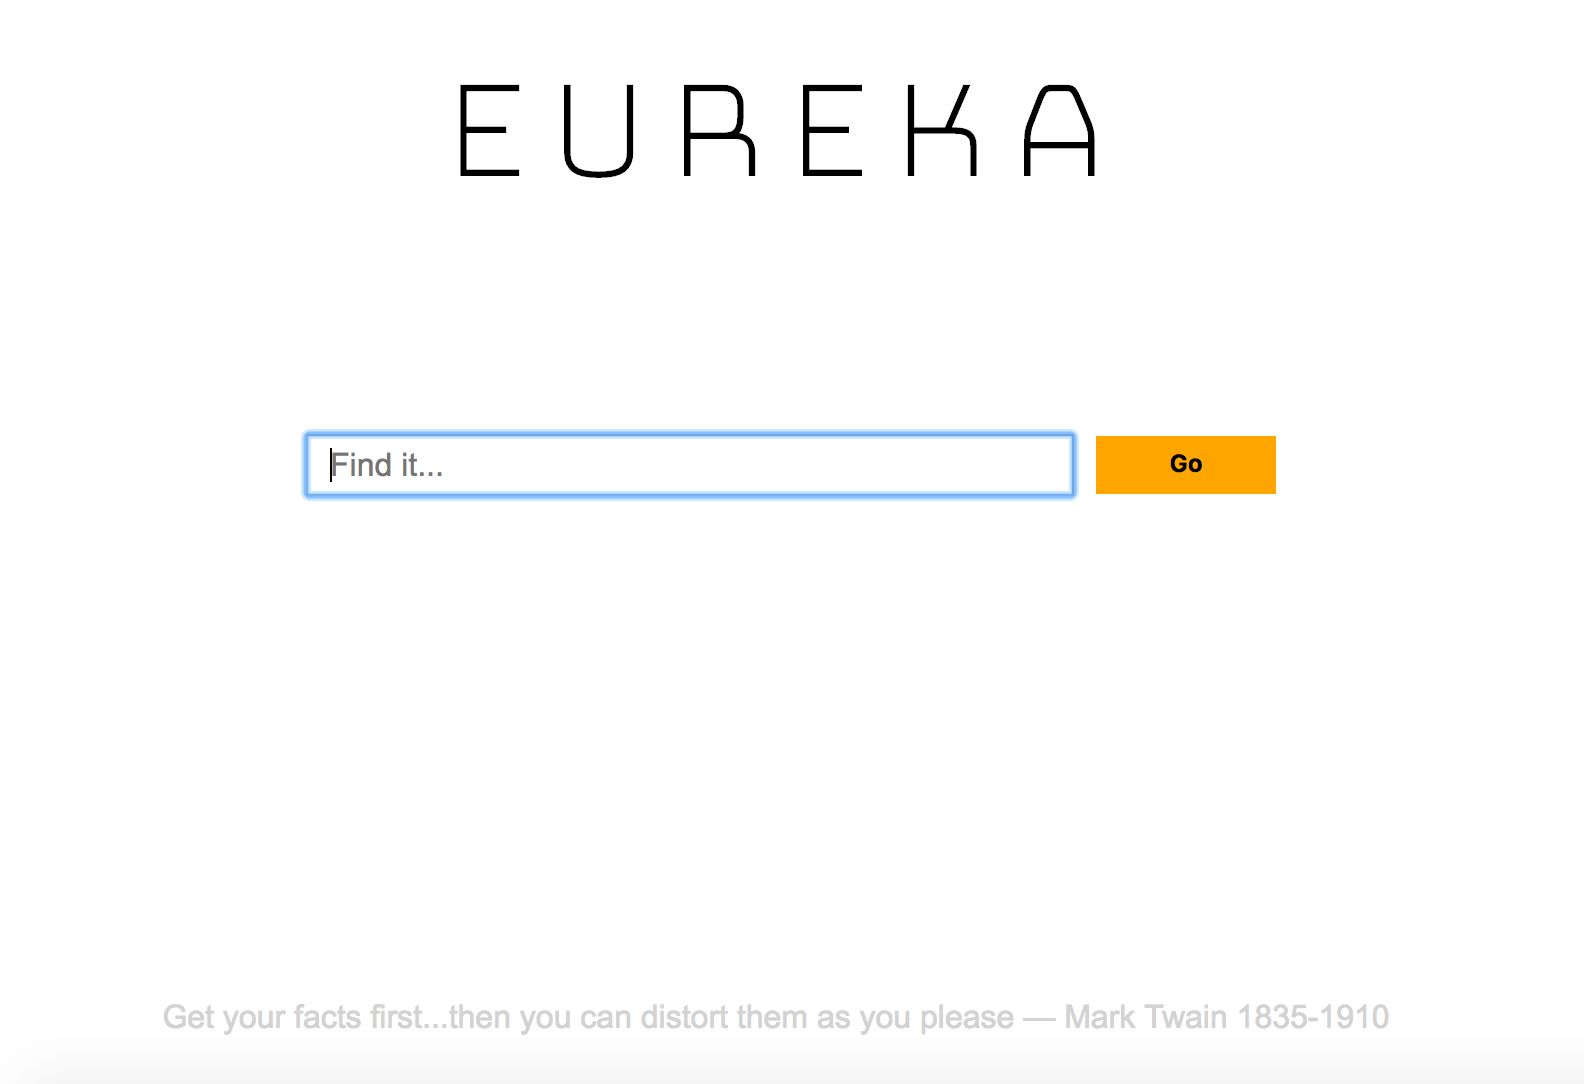 EUREKA
Find it...
Go
Get your facts first...then you can distort them as you please — Mark Twain 1835-1910